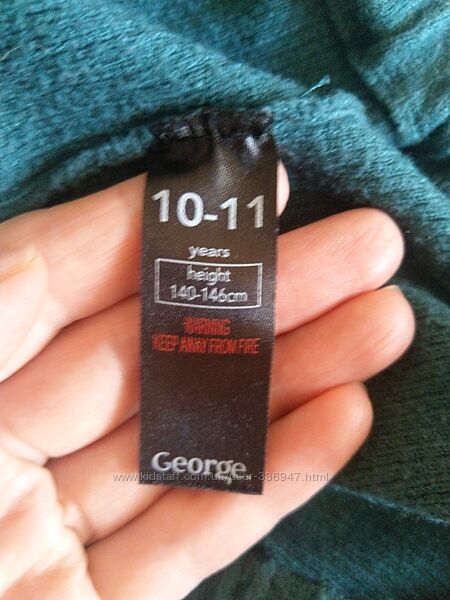 10-11
years
height
140-146cm
WARNING
KEEP AWAY FROM FIRE
George
www.kidstaff.com.ua/user-336947.html